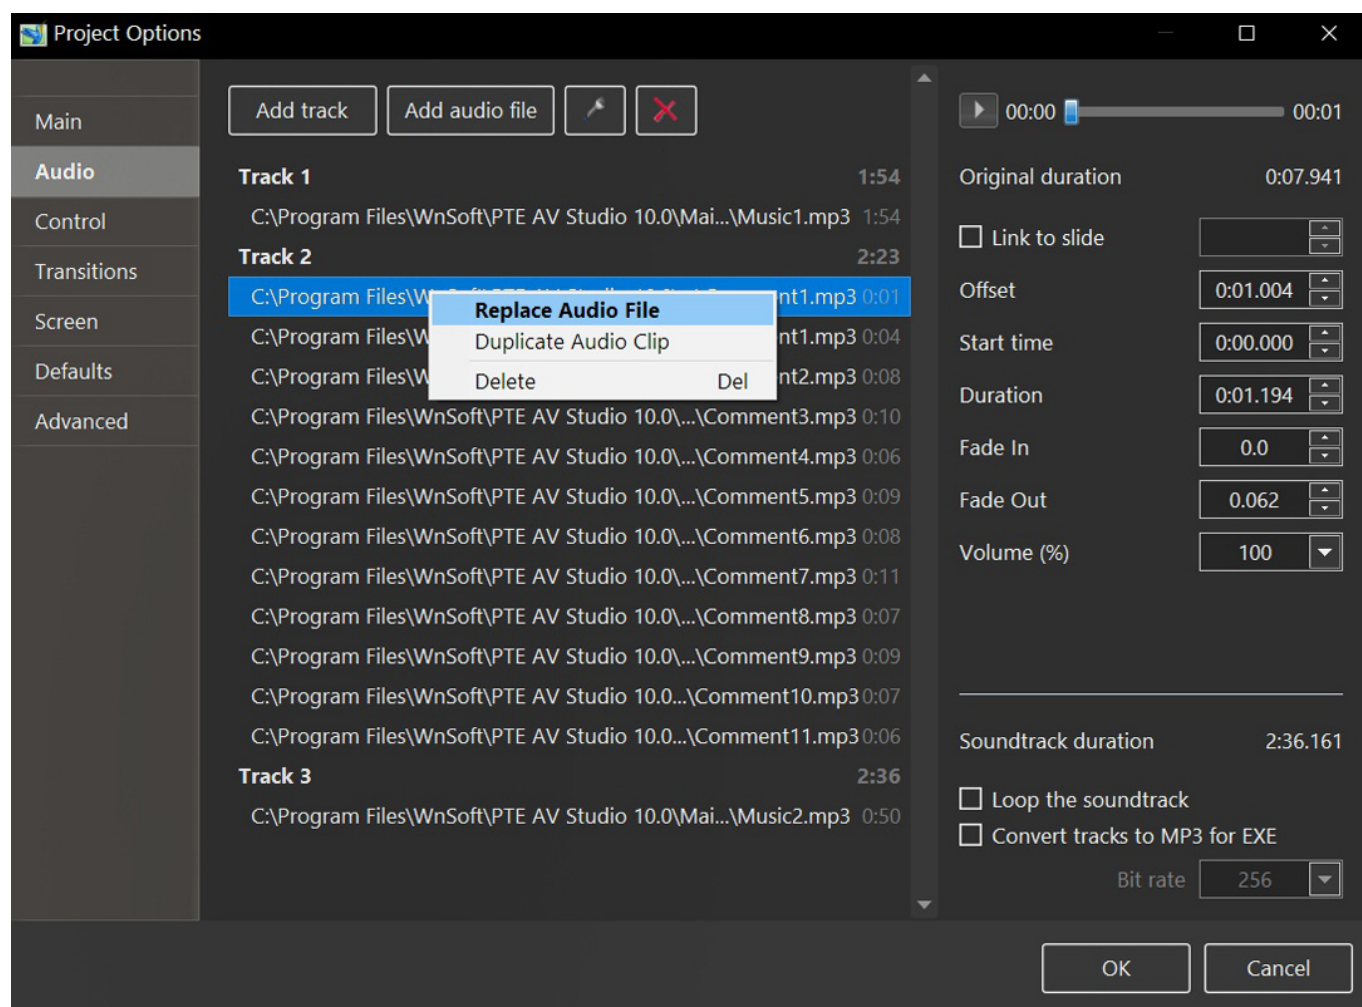 Project Options
Main
Audio
Control
Transitions
Screen
Defaults
Advanced
Add track
Add audio file
Track 1 1:54
C:\Program Files\WnSoft\PTE AV Studio 10.0\Mai...\Music1.mp3 1:54
Track 2 2:23
C:\Program Files\W nt1.mp3 0:01
C:\Program Files\W nt1.mp3 0:04
C:\Program Files\W nt2.mp3 0:08
Replace Audio File
Duplicate Audio Clip
Delete Del
C:\Program Files\WnSoft\PTE AV Studio 10.0\...\Comment3.mp3 0:10
C:\Program Files\WnSoft\PTE AV Studio 10.0\...\Comment4.mp3 0:06
C:\Program Files\WnSoft\PTE AV Studio 10.0\...\Comment5.mp3 0:09
C:\Program Files\WnSoft\PTE AV Studio 10.0\...\Comment6.mp3 0:08
C:\Program Files\WnSoft\PTE AV Studio 10.0\...\Comment7.mp3 0:11
C:\Program Files\WnSoft\PTE AV Studio 10.0\...\Comment8.mp3 0:07
C:\Program Files\WnSoft\PTE AV Studio 10.0\...\Comment9.mp3 0:09
C:\Program Files\WnSoft\PTE AV Studio 10.0...\Comment10.mp3 0:07
C:\Program Files\WnSoft\PTE AV Studio 10.0...\Comment11.mp3 0:06
Track 3 2:36
C:\Program Files\WnSoft\PTE AV Studio 10.0\Mai...\Music2.mp3 0:50
00:00 00:01
Original duration 0:07.941
Link to slide
Offset 0:01.004
Start time 0:00.000
Duration 0:01.194
Fade In 0.0
Fade Out 0.062
Volume (%) 100
Soundtrack duration 2:36.161
Loop the soundtrack
Convert tracks to MP3 for EXE
Bit rate 256
OK
Cancel